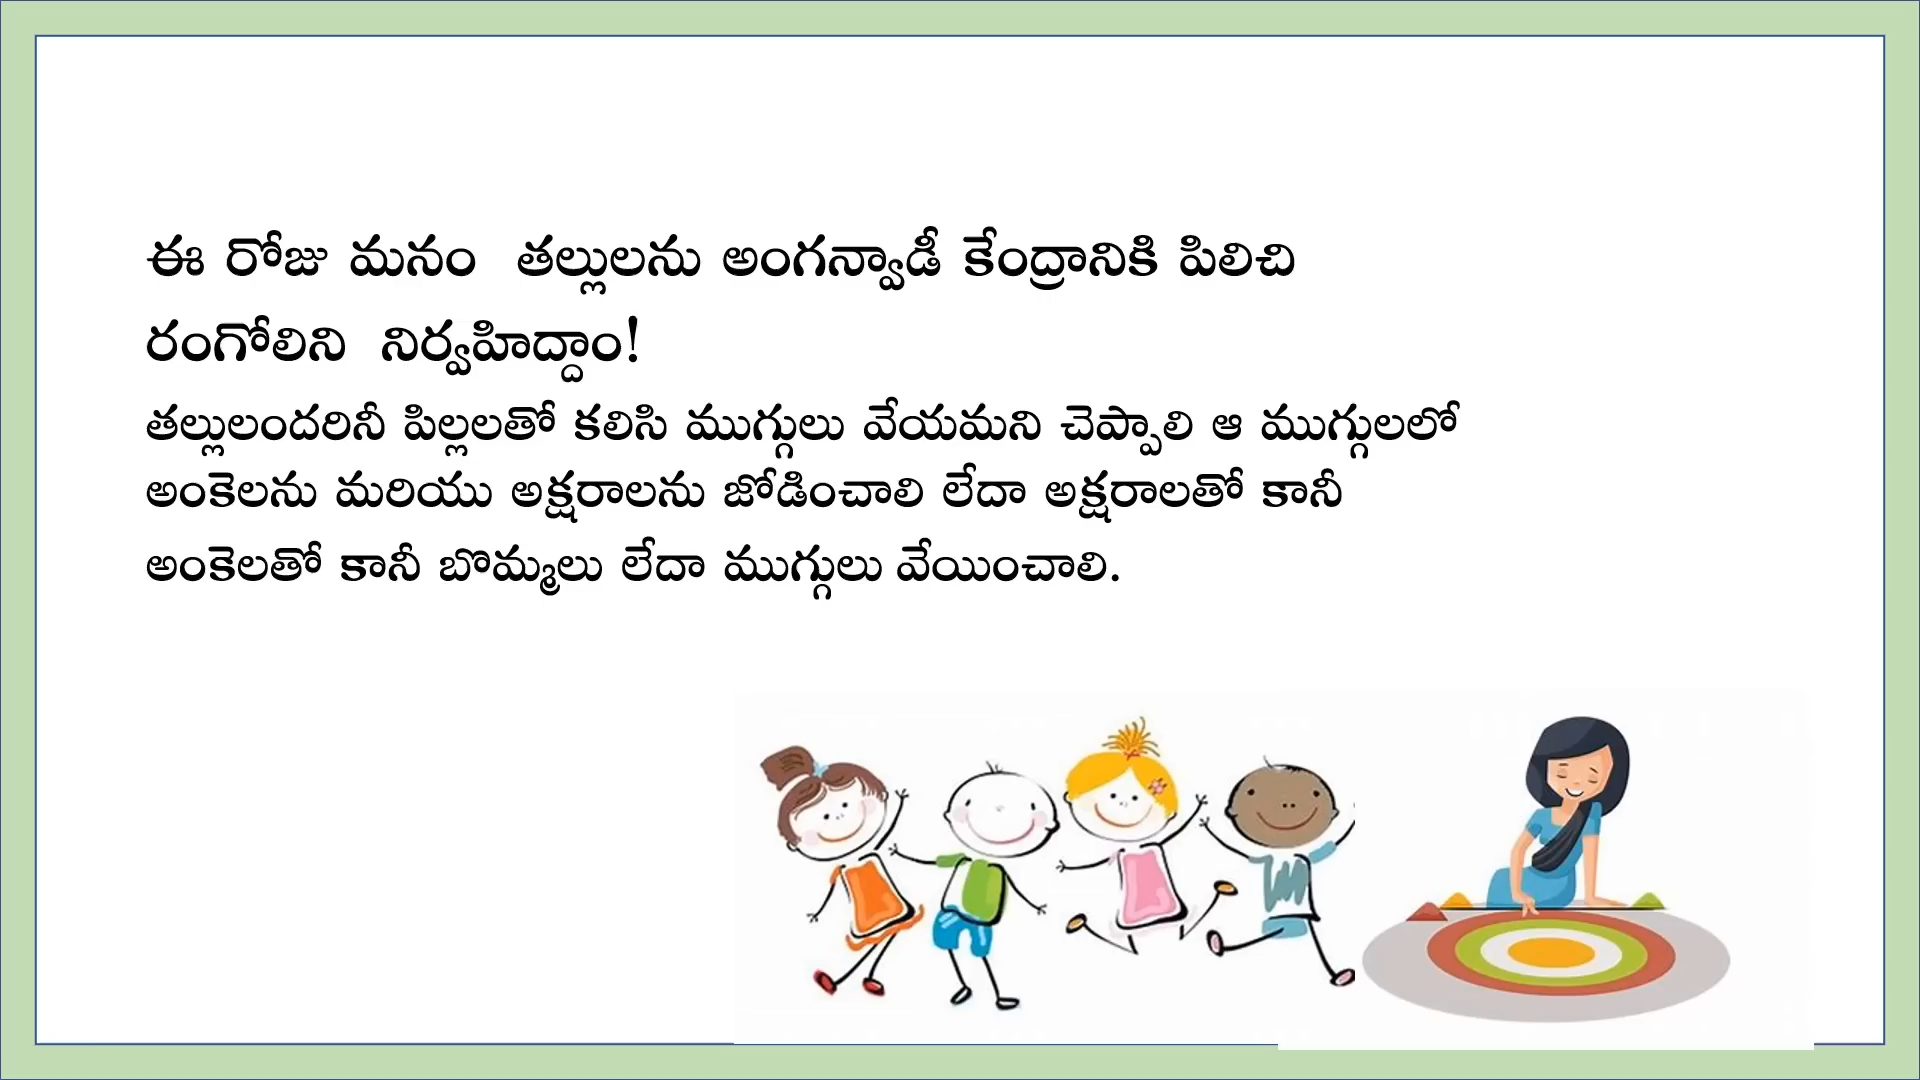 ఈ రోజు మనం తల్లులను అంగన్వాడీ కేంద్రానికి పిలిచి
రంగోలిని నిర్వహిద్దాం!
తల్లులందరినీ పిల్లలతో కలిసి ముగ్గులు వేయమని చెప్పాలి ఆ ముగ్గులలో
అంకెలను మరియు అక్షరాలను జోడించాలి లేదా అక్షరాలతో కానీ
అంకెలతో కానీ బొమ్మలు లేదా ముగ్గులు వేయించాలి.